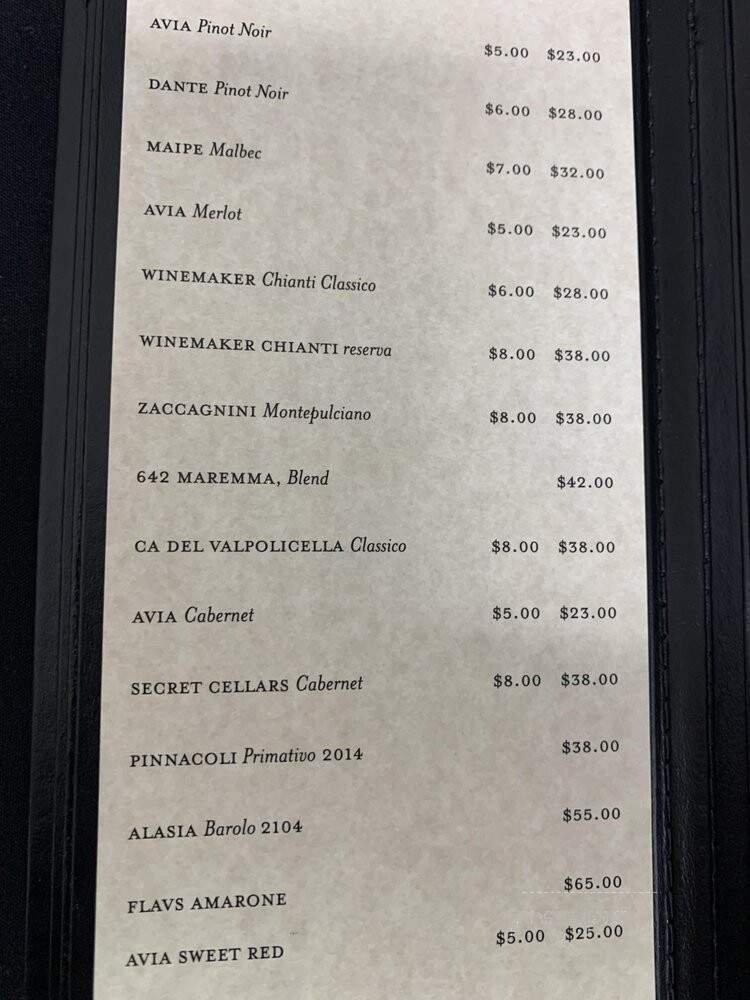 AVIA Pinot Noir $5.00 $23.00
DANTE Pinot Noir $6.00 $28.00
MAIPE Malbec $7.00 $32.00
AVIA Merlot $5.00 $23.00
WINEMAKER Chianti Classico $6.00 $28.00
WINEMAKER CHIANTI reserva $8.00 $38.00
ZACCAGNINI Montepulciano $8.00 $38.00
642 MAREMMA, Blend $42.00
CA DEL VALPOLICELLA Classico $8.00 $38.00
AVIA Cabernet $5.00 $23.00
SECRET CELLARS Cabernet $8.00 $38.00
PINNACOLI Primativo 2014 $38.00
ALASIA Barolo 2104 $55.00
FLAVS AMARONE $65.00
AVIA SWEET RED $5.00 $25.00